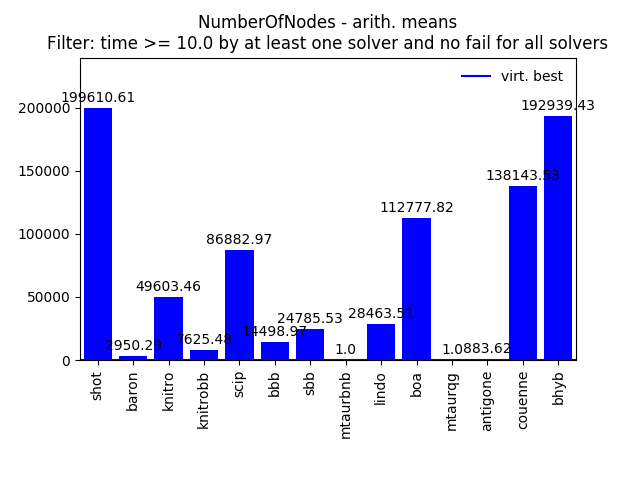 NumberOfNodes - arith. means
Filter: time >= 10.0 by at least one solver and no fail for all solvers
virt. best
200000
150000
100000
50000
0
199610.61
2950.29
49603.46
7625.48
86882.97
14498.97
24785.53
1.0
28463.51
112777.82
1.0
883.62
138143.53
192939.43
shot
baron
knitro
knitrobb
scip
bbb
sbb
mtaurbnb
lindo
boa
mtaurqg
antigone
couenne
bhyb